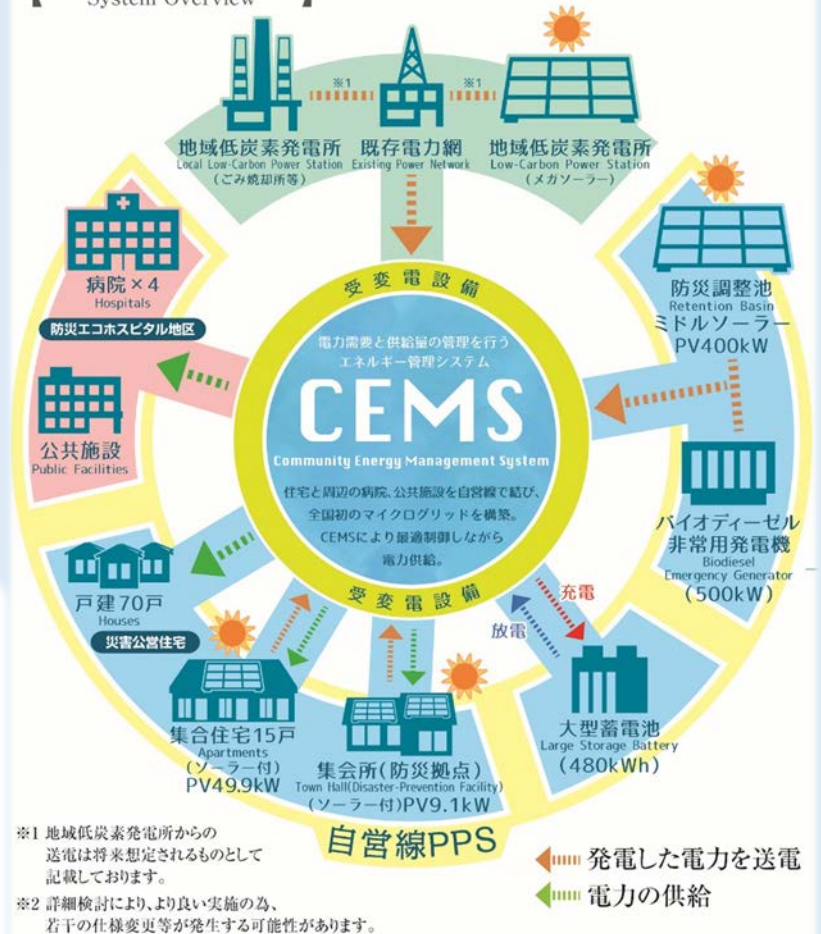 【 System Overview 】
※1
※1
地域低炭素発電所
Local Low-Carbon Power Station
(ごみ焼却所等)
既存電力網
Existing Power Network
地域低炭素発電所
Low-Carbon Power Station
(メガソーラー)
病院×4
Hospitals
防災エコホスピタル地区
公共施設
Public Facilities
受変電設備
電力需要と供給量の管理を行う
エネルギー管理システム
CEMS
Community Energy Management System
住宅と周辺の病院、公共施設を自営線で結び、
全国初のマイクログリッドを構築。
CEMSにより最適制御しながら
電力供給。
受変電設備
防災調整池
Retention Basin
ミドルソーラー
PV400kW
バイオディーゼル
非常用発電機
Biodiesel
Emergency Generator
(500kW)
戸建70戸
Houses
災害公営住宅
集合住宅15戸
Apartments
(ソーラー付)
PV49.9kW
集会所(防災拠点)
Town Hall(Disaster-Prevention Facility)
(ソーラー付)PV9.1kW
充電
放電
大型蓄電池
Large Storage Battery
(480kWh)
自営線PPS
※1 地域低炭素発電所からの
送電は将来想定されるものとして
記載しております。
※2 詳細検討により、より良い実施の為、
若干の仕様変更等が発生する可能性があります。
発電した電力を送電
電力の供給